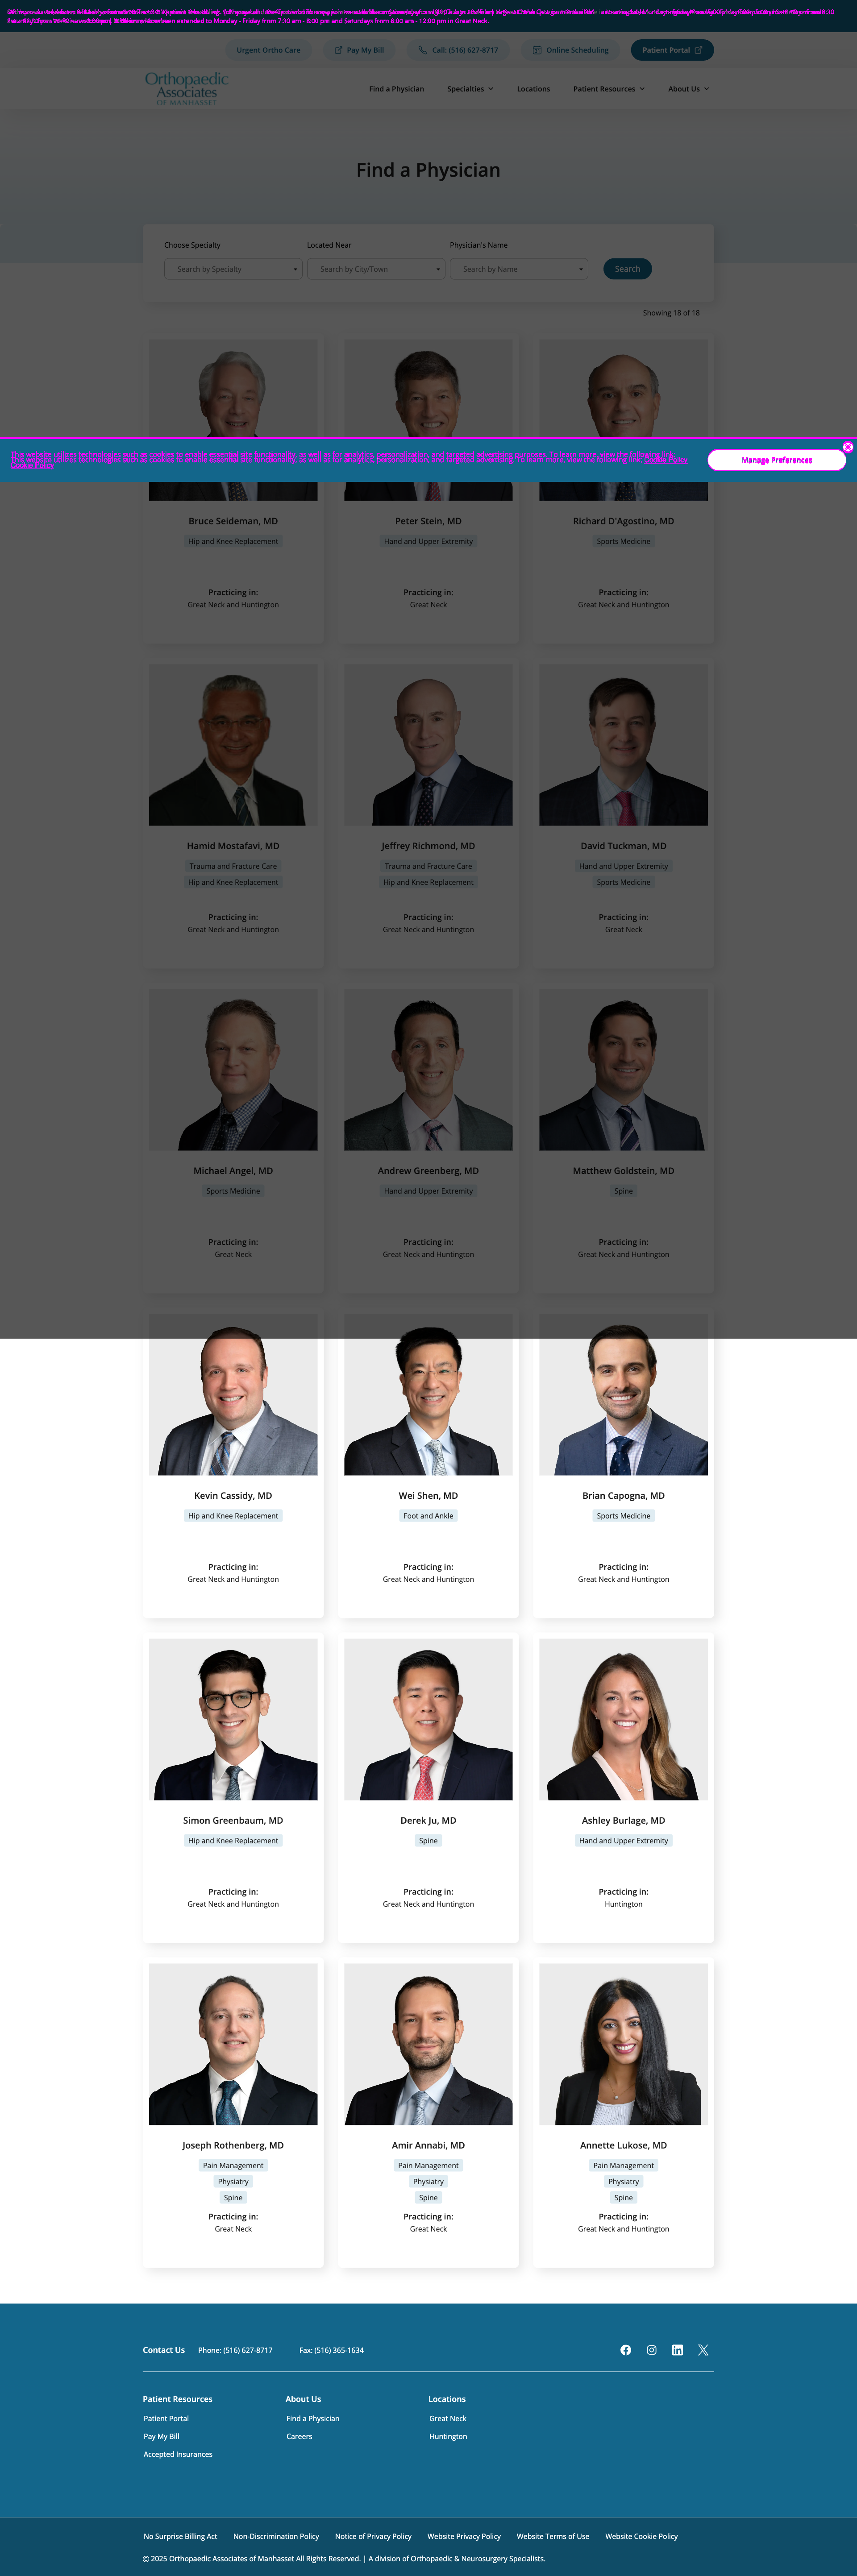 Monday - Friday from 7:30 am - 8:00 pm and Saturdays from 8:00 am - 12:00 pm in Great Neck.
Urgent Ortho Care
Pay My Bill
Call: (516) 627-8717
Online Scheduling
Patient Portal
Orthopaedic
Associates
OF MANHASSET
Find a Physician
Specialties
Locations
Patient Resources
About Us
Find a Physician
Choose Specialty
Located Near
Physician's Name
Search by Specialty
Search by City/Town
Search by Name
Search
Showing 18 of 18
This website utilizes technologies such as cookies to enable essential site functionality, as well as for analytics, personalization, and targeted advertising purposes. To learn more, view the following link:
Cookie Policy
Manage Preferences
Bruce Seideman, MD
Hip and Knee Replacement
Practicing in:
Great Neck and Huntington
Peter Stein, MD
Hand and Upper Extremity
Practicing in:
Great Neck
Richard D'Agostino, MD
Sports Medicine
Practicing in:
Great Neck and Huntington
Hamid Mostafavi, MD
Trauma and Fracture Care
Hip and Knee Replacement
Practicing in:
Great Neck and Huntington
Jeffrey Richmond, MD
Trauma and Fracture Care
Hip and Knee Replacement
Practicing in:
Great Neck and Huntington
David Tuckman, MD
Hand and Upper Extremity
Sports Medicine
Practicing in:
Great Neck
Michael Angel, MD
Sports Medicine
Practicing in:
Great Neck
Andrew Greenberg, MD
Hand and Upper Extremity
Practicing in:
Great Neck and Huntington
Matthew Goldstein, MD
Spine
Practicing in:
Great Neck and Huntington
Kevin Cassidy, MD
Hip and Knee Replacement
Practicing in:
Great Neck and Huntington
Wei Shen, MD
Foot and Ankle
Practicing in:
Great Neck and Huntington
Brian Capogna, MD
Sports Medicine
Practicing in:
Great Neck and Huntington
Simon Greenbaum, MD
Hip and Knee Replacement
Practicing in:
Great Neck and Huntington
Derek Ju, MD
Spine
Practicing in:
Great Neck and Huntington
Ashley Burlage, MD
Hand and Upper Extremity
Practicing in:
Huntington
Joseph Rothenberg, MD
Pain Management
Physiatry
Spine
Practicing in:
Great Neck
Amir Annabi, MD
Pain Management
Physiatry
Spine
Practicing in:
Great Neck
Annette Lukose, MD
Pain Management
Physiatry
Spine
Practicing in:
Great Neck and Huntington
Contact Us
Phone: (516) 627-8717
Fax: (516) 365-1634
Patient Resources
Patient Portal
Pay My Bill
Accepted Insurances
About Us
Find a Physician
Careers
Locations
Great Neck
Huntington
No Surprise Billing Act
Non-Discrimination Policy
Notice of Privacy Policy
Website Privacy Policy
Website Terms of Use
Website Cookie Policy
© 2025 Orthopaedic Associates of Manhasset All Rights Reserved. | A division of Orthopaedic & Neurosurgery Specialists.